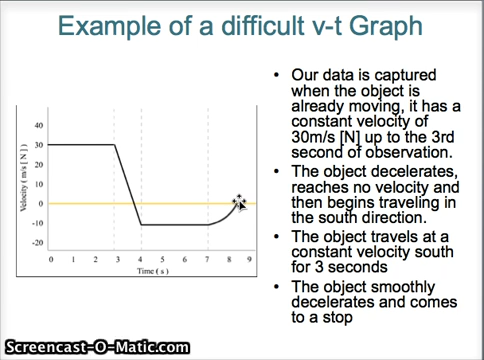 Example of a difficult v-t Graph
• Our data is captured
when the object is
already moving, it has a
constant velocity of
30m/s [N] up to the 3rd
second of observation.
• The object decelerates,
reaches no velocity and
then begins traveling in
the south direction.
• The object travels at a
constant velocity south
for 3 seconds
• The object smoothly
decelerates and comes
to a stop
Velocity ( m/s [ N] )
40
30
20
10
0
-10
-20
0 1 2 3 4 5 6 7 8 9
Time ( s )
Screencast-O-Matic.com